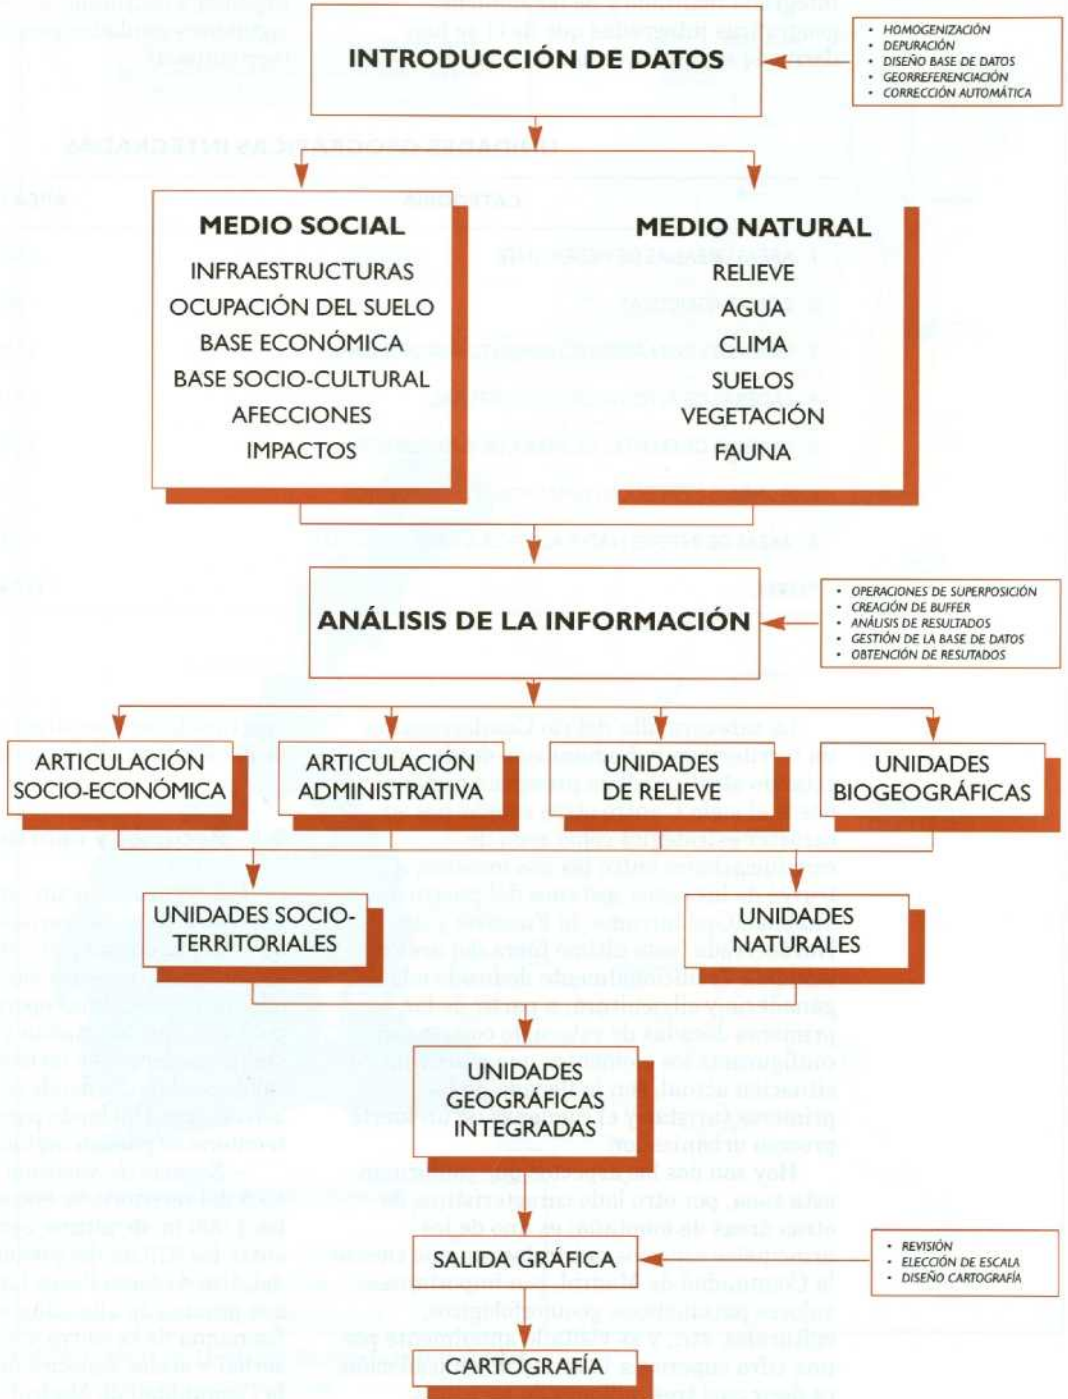 INTRODUCCIÓN DE DATOS
• HOMOGENIZACIÓN
• DEPURACIÓN
• DISEÑO BASE DE DATOS
• GEORREFERENCIACIÓN
• CORRECCIÓN AUTOMÁTICA
MEDIO SOCIAL
INFRAESTRUCTURAS
OCUPACIÓN DEL SUELO
BASE ECONÓMICA
BASE SOCIO-CULTURAL
AFECCIONES
IMPACTOS
MEDIO NATURAL
RELIEVE
AGUA
CLIMA
SUELOS
VEGETACIÓN
FAUNA
ANÁLISIS DE LA INFORMACIÓN
• OPERACIONES DE SUPERPOSICIÓN
• CREACIÓN DE BUFFER
• ANÁLISIS DE RESULTADOS
• GESTIÓN DE LA BASE DE DATOS
• OBTENCIÓN DE RESUTADOS
ARTICULACIÓN
SOCIO-ECONÓMICA
ARTICULACIÓN
ADMINISTRATIVA
UNIDADES
DE RELIEVE
UNIDADES
BIOGEOGRÁFICAS
UNIDADES SOCIO-
TERRITORIALES
UNIDADES
NATURALES
UNIDADES
GEOGRÁFICAS
INTEGRADAS
SALIDA GRÁFICA
• REVISIÓN
• ELECCIÓN DE ESCALA
• DISEÑO CARTOGRAFÍA
CARTOGRAFÍA